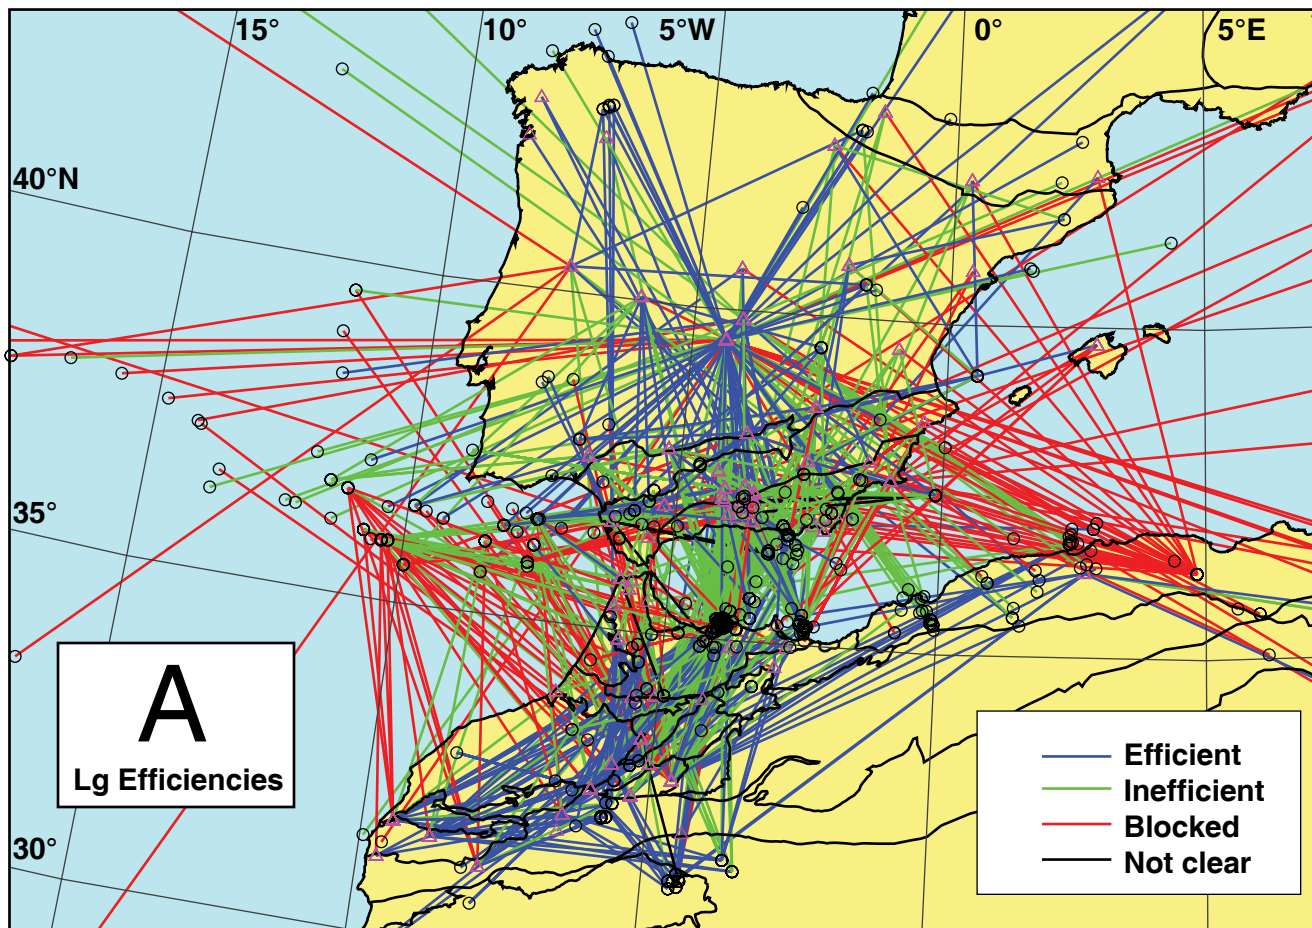 15°
10°
5°W
0°
5°E
40°N
35°
30°
A
Lg Efficiencies
Efficient
Inefficient
Blocked
Not clear